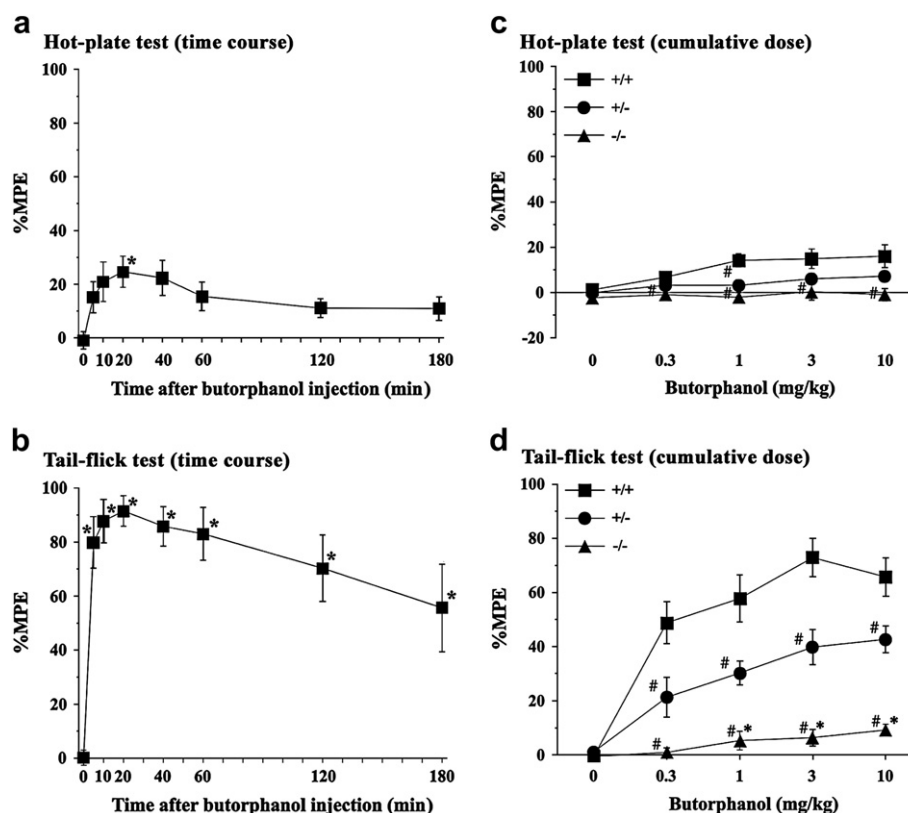 a
Hot-plate test (time course)
100
80
60
40
20
0
%MPE
0 10 20 40 60 120 180
*
Time after butorphanol injection (min)
c
Hot-plate test (cumulative dose)
+/+
+/-
-/-
100
80
60
40
20
0
-20
%MPE
# # # # #
0 0.3 1 3 10
Butorphanol (mg/kg)
b
Tail-flick test (time course)
100
80
60
40
20
0
%MPE
* * * * * * *
0 10 20 40 60 120 180
Time after butorphanol injection (min)
d
Tail-flick test (cumulative dose)
+/+
+/-
-/-
100
80
60
40
20
0
%MPE
# # # #
# #* #* #*
0 0.3 1 3 10
Butorphanol (mg/kg)